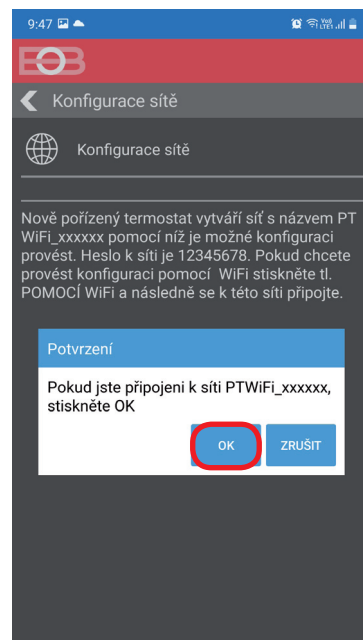 9:47
EOB
Konfigurace sítě
Konfigurace sítě
Nově pořízený termostat vytváří síť s názvem PT
WiFi_xxxxxx pomocí níž je možné konfiguraci
provést. Heslo k síti je 12345678. Pokud chcete
provést konfiguraci pomocí  WiFi stiskněte tl.
POMOCÍ WiFi a následně se k této síti připojte.
Potvrzení
Pokud jste připojeni k síti PTWiFi_xxxxxx,
stiskněte OK
OK
ZRUŠIT